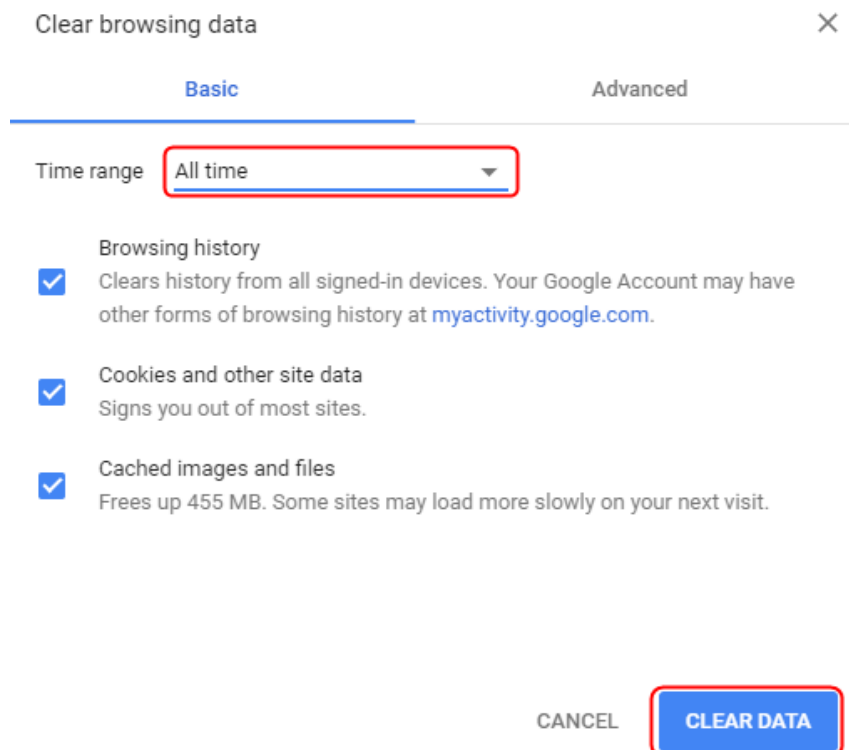 Clear browsing data
Basic Advanced
Time range All time
Browsing history
Clears history from all signed-in devices. Your Google Account may have
other forms of browsing history at myactivity.google.com.
Cookies and other site data
Signs you out of most sites.
Cached images and files
Frees up 455 MB. Some sites may load more slowly on your next visit.
CANCEL CLEAR DATA